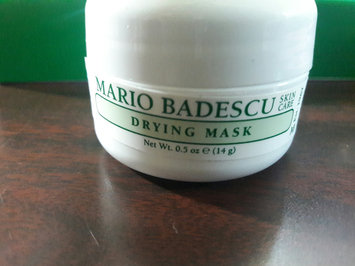 MARIO BADESCU SKIN CARE
DRYING MASK
Net Wt. 0.5 oz e (14 g)